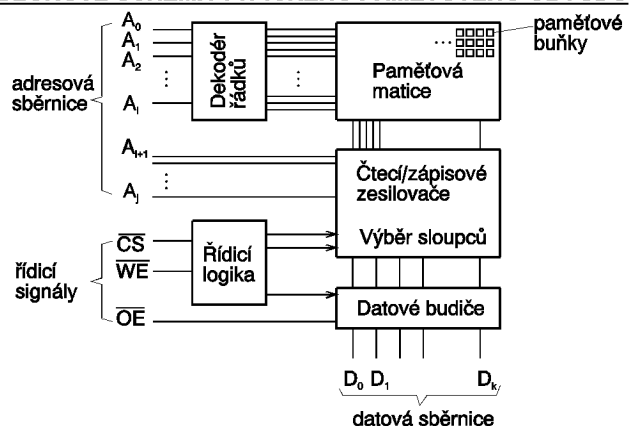 A0
A1
A2
Ai
Ai+1
Aj
adresová
sběrnice
Dekodér
řádků
Paměťová
matice
paměťové
buňky
Čtecí/zápisové
zesilovače
Výběr sloupců
řídicí
signály
CS
WE
OE
Řídicí
logika
Datové budiče
D0 D1 Dk
datová sběrnice